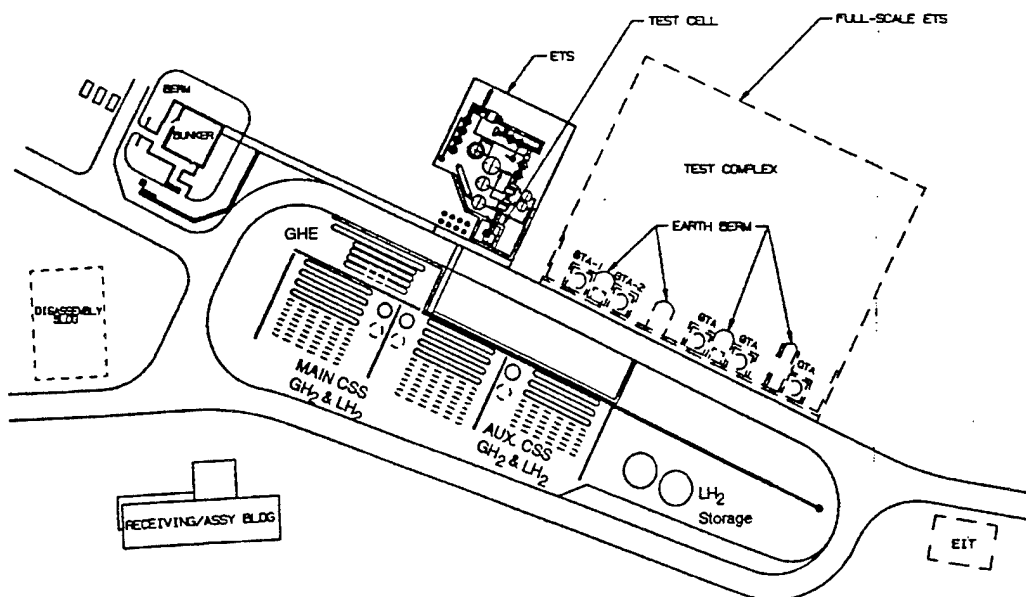 TEST CELL
FULL-SCALE ETS
ETS
BERM
BUNKER
TEST COMPLEX
EARTH BERM
GTA-1
GTA-2
GTA
GTA
GTA
GHE
DISASSEMBLY
BLDG
MAIN CSS
GH2 & LH2
AUX. CSS
GH2 & LH2
LH2
Storage
RECEIVING/ASSY BLDG
EIT